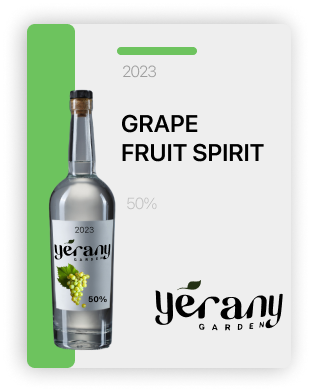 2023
GRAPE
FRUIT SPIRIT
50%
yerany
GARDEN
2023
yerany
GARDEN
50%